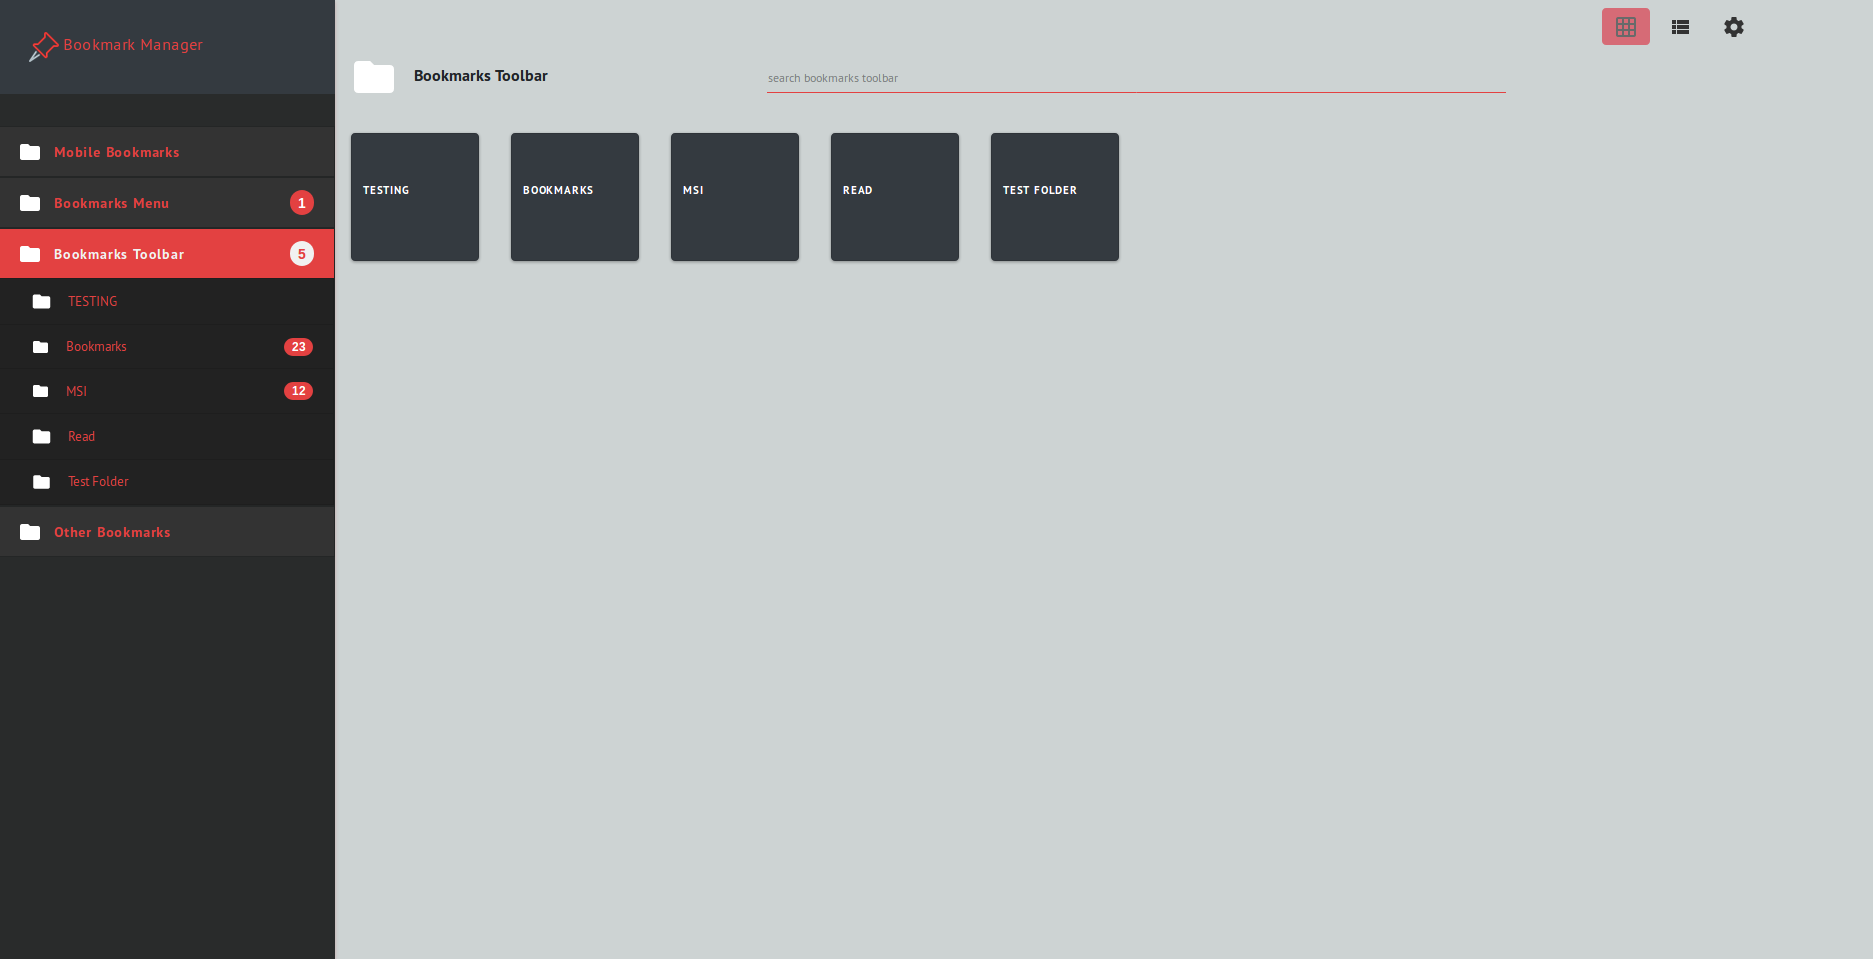 Bookmark Manager
Mobile Bookmarks
Bookmarks Menu 1
Bookmarks Toolbar 5
TESTING
Bookmarks 23
MSI 12
Read
Test Folder
Other Bookmarks
Bookmarks Toolbar
search bookmarks toolbar
TESTING
BOOKMARKS
MSI
READ
TEST FOLDER